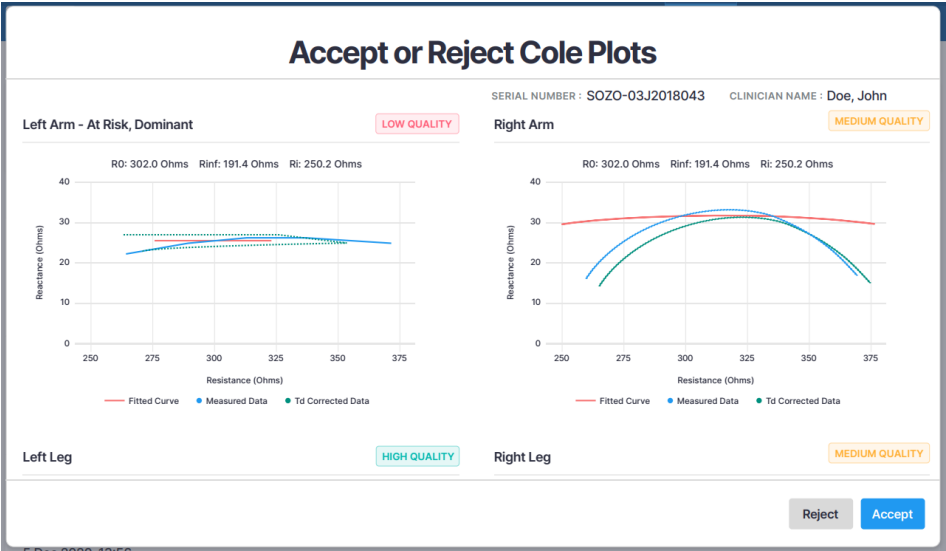 Accept or Reject Cole Plots
SERIAL NUMBER : SOZO-03J2018043 CLINICIAN NAME : Doe, John
Left Arm - At Risk, Dominant
LOW QUALITY
R0: 302.0 Ohms Rinf: 191.4 Ohms Ri: 250.2 Ohms
Reactance (Ohms)
40
30
20
10
0
250 275 300 325 350 375
Resistance (Ohms)
Fitted Curve Measured Data Td Corrected Data
Right Arm
MEDIUM QUALITY
R0: 302.0 Ohms Rinf: 191.4 Ohms Ri: 250.2 Ohms
Reactance (Ohms)
40
30
20
10
0
250 275 300 325 350 375
Resistance (Ohms)
Fitted Curve Measured Data Td Corrected Data
Left Leg
HIGH QUALITY
Right Leg
MEDIUM QUALITY
Reject Accept